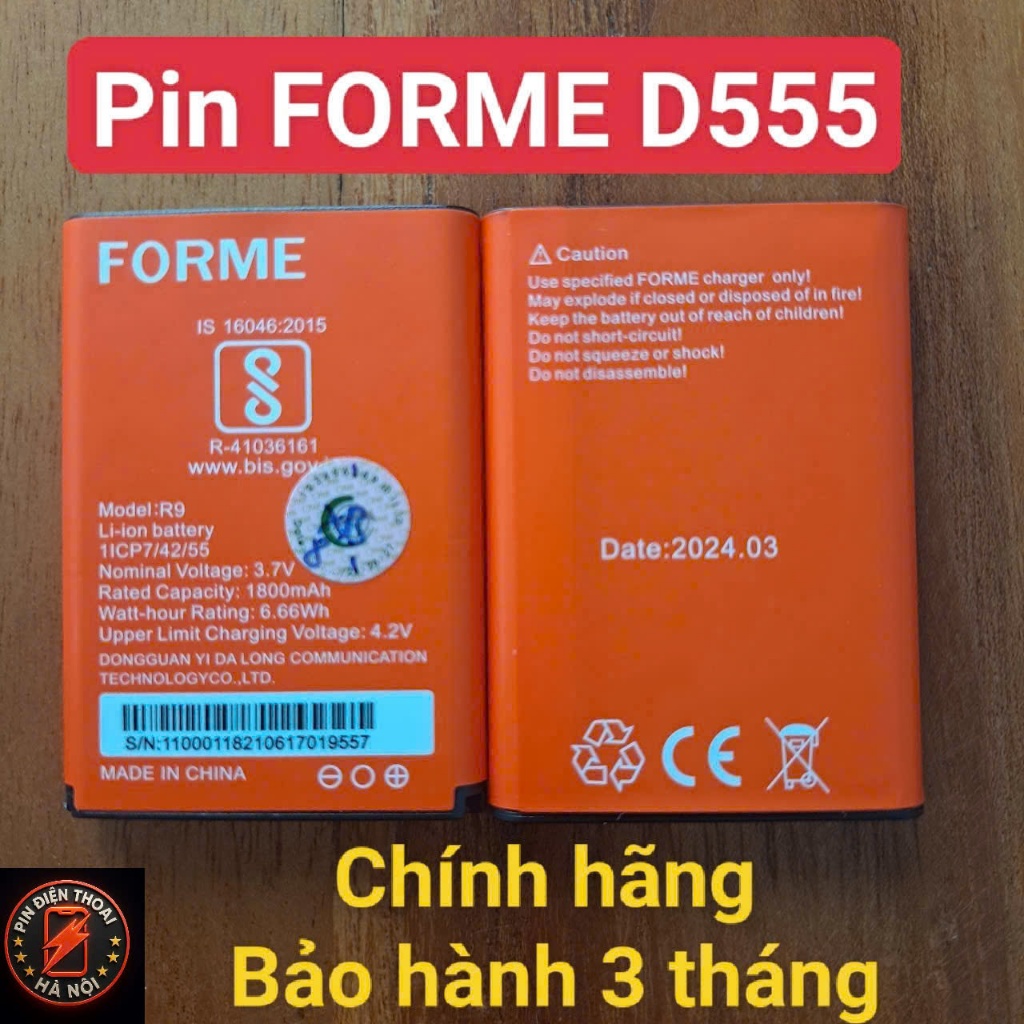 Pin FORME D555
FORME
IS 16046:2015
R-41036161
www.bis.gov
Model:R9
Li-ion battery
1ICP7/42/55
Nominal Voltage: 3.7V
Rated Capacity: 1800mAh
Watt-hour Rating: 6.66Wh
Upper Limit Charging Voltage: 4.2V
DONGGUAN YI DA LONG COMMUNICATION
TECHNOLOGYCO.,LTD.
S/N:11000118210617019557
MADE IN CHINA
Caution
Use specified FORME charger only!
May explode if closed or disposed of in fire!
Keep the battery out of reach of children!
Do not short-circuit!
Do not squeeze or shock!
Do not disassemble!
Date:2024.03
CE
Chính hãng
Bảo hành 3 tháng
PIN ĐIỆN THOẠI
HÀ NỘI